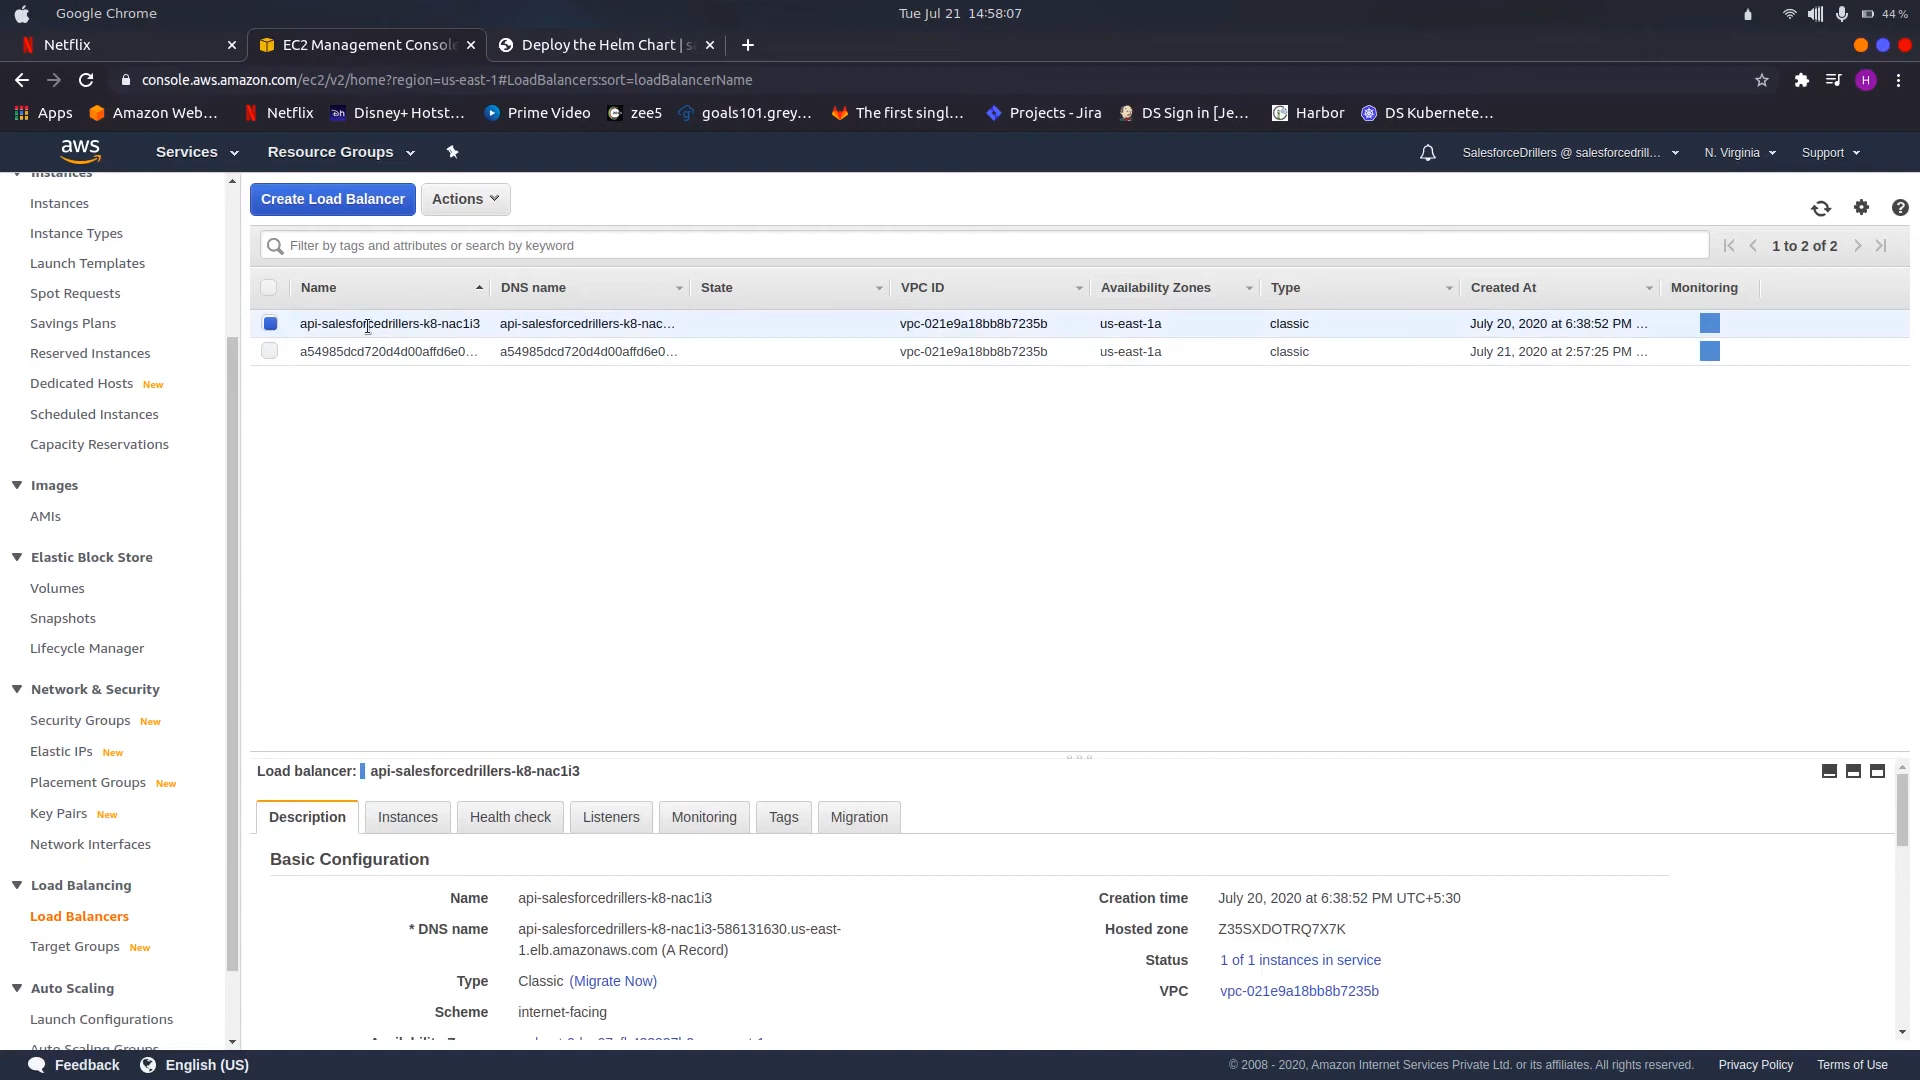 Google Chrome
Tue Jul 21 14:58:07
44 %
Netflix
EC2 Management Console
Deploy the Helm Chart |
console.aws.amazon.com/ec2/v2/home?region=us-east-1#LoadBalancers:sort=loadBalancerName
H
Apps
Amazon Web...
Netflix
Disney+ Hotst...
Prime Video
zee5
goals101.grey...
The first singl...
Projects - Jira
DS Sign in [Je...
Harbor
DS Kubernete...
aws
Services
Resource Groups
SalesforceDrillers @ salesforcedrill...
N. Virginia
Support
Instances
Instances
Instance Types
Launch Templates
Spot Requests
Savings Plans
Reserved Instances
Dedicated Hosts New
Scheduled Instances
Capacity Reservations
Images
AMIs
Elastic Block Store
Volumes
Snapshots
Lifecycle Manager
Network & Security
Security Groups New
Elastic IPs New
Placement Groups New
Key Pairs New
Network Interfaces
Load Balancing
Load Balancers
Target Groups New
Auto Scaling
Launch Configurations
Auto Scaling Groups
Create Load Balancer
Actions
Filter by tags and attributes or search by keyword
1 to 2 of 2
Name DNS name State VPC ID Availability Zones Type Created At Monitoring
api-salesforcedrillers-k8-nac1i3 api-salesforcedrillers-k8-nac... vpc-021e9a18bb8b7235b us-east-1a classic July 20, 2020 at 6:38:52 PM ...
a54985dcd720d4d00affd6e0... a54985dcd720d4d00affd6e0... vpc-021e9a18bb8b7235b us-east-1a classic July 21, 2020 at 2:57:25 PM ...
Load balancer: api-salesforcedrillers-k8-nac1i3
Description
Instances
Health check
Listeners
Monitoring
Tags
Migration
Basic Configuration
Name api-salesforcedrillers-k8-nac1i3
* DNS name api-salesforcedrillers-k8-nac1i3-586131630.us-east-
1.elb.amazonaws.com (A Record)
Type Classic (Migrate Now)
Scheme internet-facing
Creation time July 20, 2020 at 6:38:52 PM UTC+5:30
Hosted zone Z35SXDOTRQ7X7K
Status 1 of 1 instances in service
VPC vpc-021e9a18bb8b7235b
Feedback
English (US)
© 2008 - 2020, Amazon Internet Services Private Ltd. or its affiliates. All rights reserved.
Privacy Policy
Terms of Use